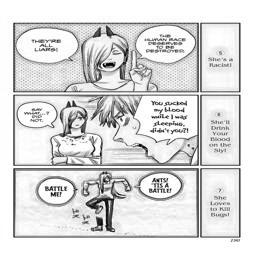 THEY'RE
ALL
LIARS!
THE
HUMAN RACE
DESERVES
TO BE
DESTROYED.
5
She's a
Racist!
SAY
WHAT...?
DID
NOT.
You sucked
my blood
while I was
sleeping,
didn't you?!
6
She'll
Drink
Your
Blood
on the
Sly!
BATTLE
ME!
ANTS!
'TIS A
BATTLE!
7
She
Loves
to Kill
Bugs!